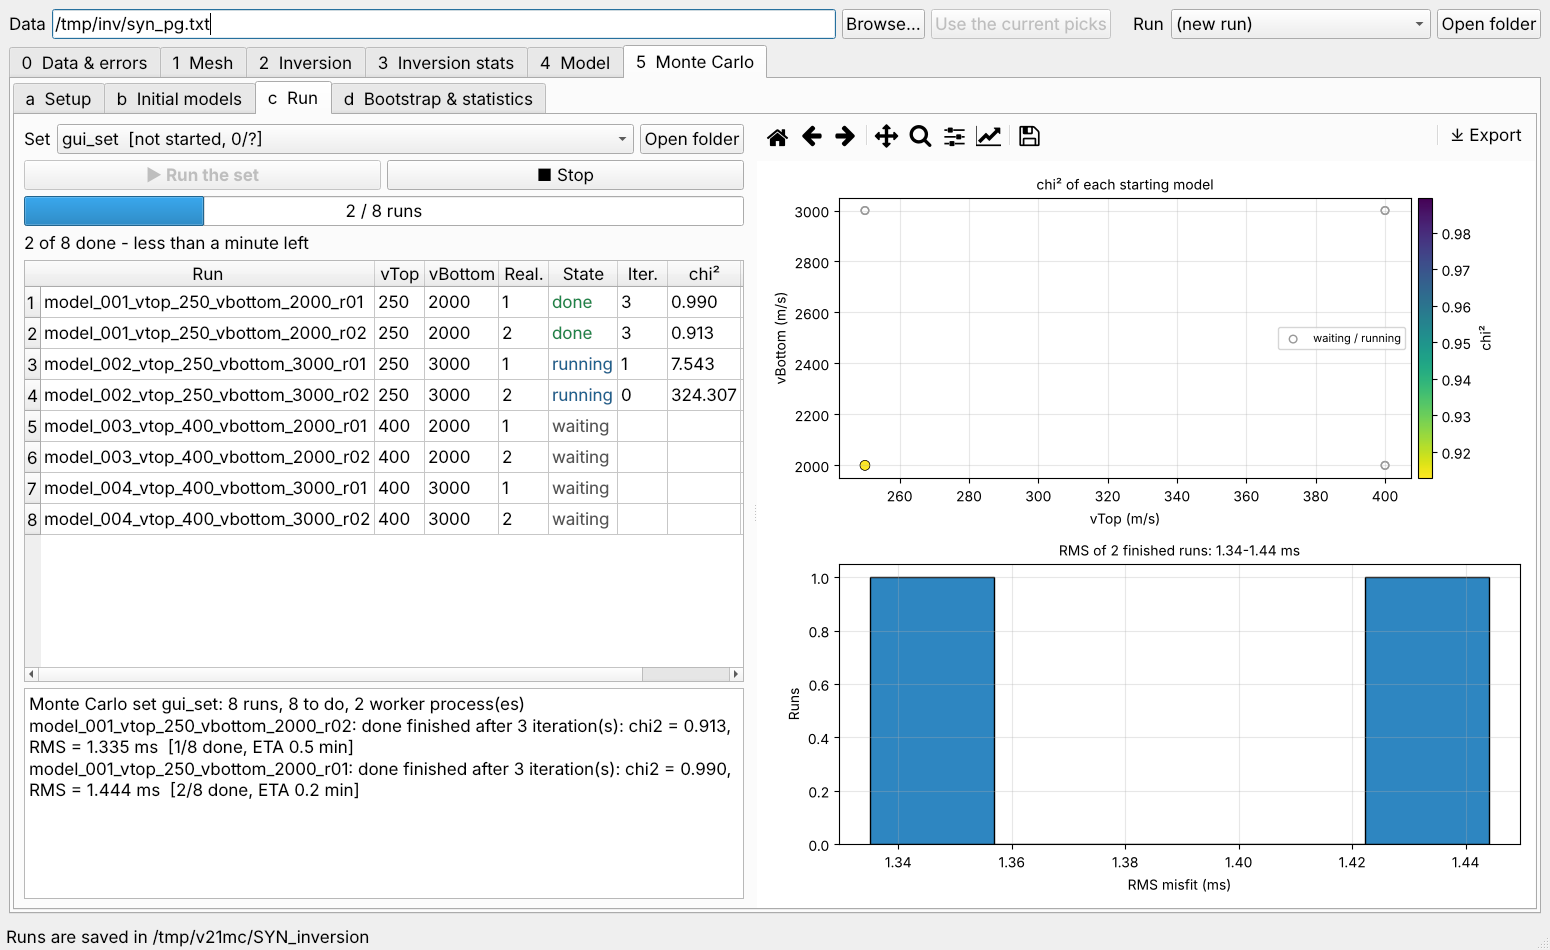 Data /tmp/inv/syn_pg.txt Browse... Use the current picks Run (new run) Open folder
0 Data & errors 1 Mesh 2 Inversion 3 Inversion stats 4 Model 5 Monte Carlo
a Setup b Initial models c Run d Bootstrap & statistics
Set gui_set [not started, 0/?] Open folder
▶ Run the set ■ Stop
2 / 8 runs
2 of 8 done - less than a minute left
Run vTop vBottom Real. State Iter. chi²
1 model_001_vtop_250_vbottom_2000_r01 250 2000 1 done 3 0.990
2 model_001_vtop_250_vbottom_2000_r02 250 2000 2 done 3 0.913
3 model_002_vtop_250_vbottom_3000_r01 250 3000 1 running 1 7.543
4 model_002_vtop_250_vbottom_3000_r02 250 3000 2 running 0 324.307
5 model_003_vtop_400_vbottom_2000_r01 400 2000 1 waiting
6 model_003_vtop_400_vbottom_2000_r02 400 2000 2 waiting
7 model_004_vtop_400_vbottom_3000_r01 400 3000 1 waiting
8 model_004_vtop_400_vbottom_3000_r02 400 3000 2 waiting
Monte Carlo set gui_set: 8 runs, 8 to do, 2 worker process(es)
model_001_vtop_250_vbottom_2000_r02: done finished after 3 iteration(s): chi2 = 0.913,
RMS = 1.335 ms [1/8 done, ETA 0.5 min]
model_001_vtop_250_vbottom_2000_r01: done finished after 3 iteration(s): chi2 = 0.990,
RMS = 1.444 ms [2/8 done, ETA 0.2 min]
Export
chi² of each starting model
3000
2800
2600
2400
2200
2000
vBottom (m/s)
waiting / running
260 280 300 320 340 360 380 400
vTop (m/s)
0.98
0.97
0.96
0.95
0.94
0.93
0.92
chi²
RMS of 2 finished runs: 1.34-1.44 ms
1.0
0.8
0.6
0.4
0.2
0.0
Runs
1.34 1.36 1.38 1.40 1.42 1.44
RMS misfit (ms)
Runs are saved in /tmp/v21mc/SYN_inversion